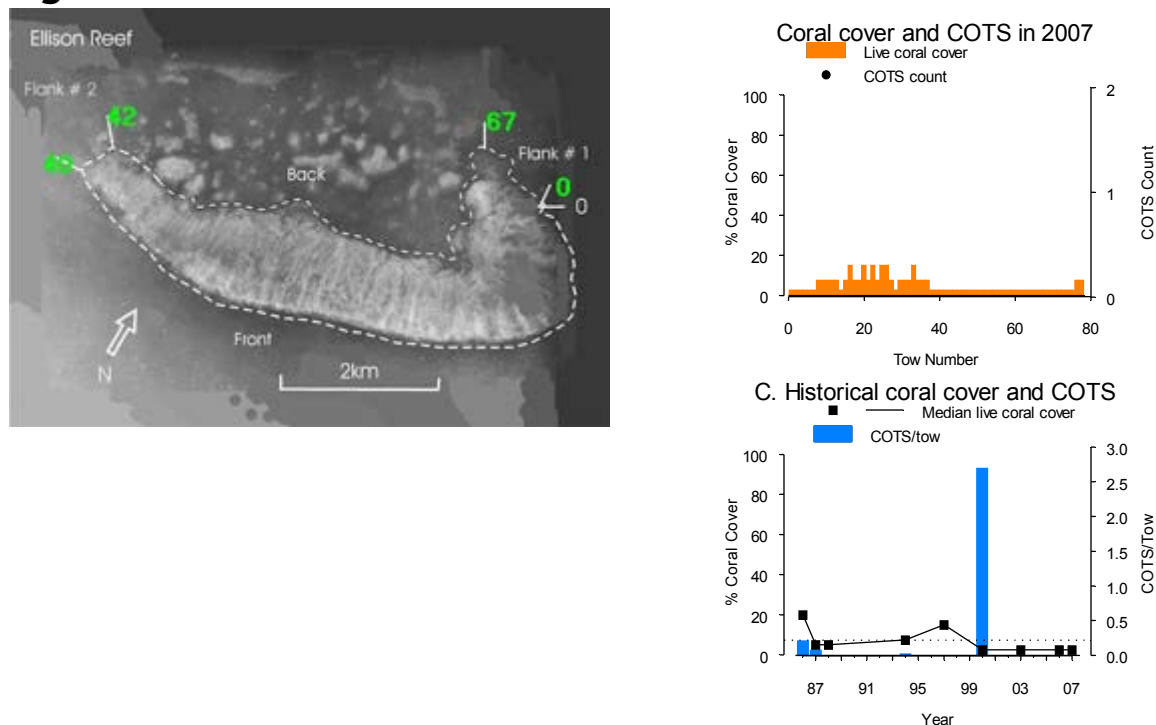 Ellison Reef
Flank # 2
42
67
Flank # 1
0
0
Back
Front
N
2km
Coral cover and COTS in 2007
Live coral cover
COTS count
100
80
60
40
20
0
% Coral Cover
2
1
0
COTS Count
0 20 40 60 80
Tow Number
C. Historical coral cover and COTS
Median live coral cover
COTS/tow
100
80
60
40
20
0
% Coral Cover
3.0
2.5
2.0
1.5
1.0
0.5
0.0
COTS/Tow
87 91 95 99 03 07
Year